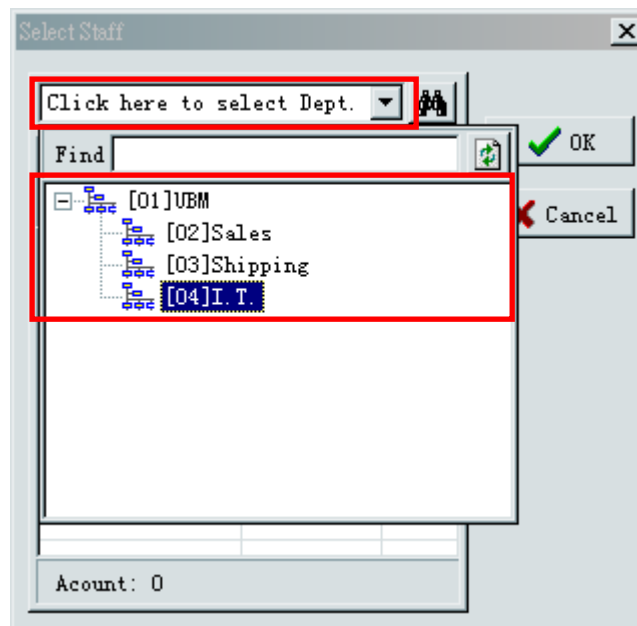 Select Staff
Click here to select Dept.
Find
OK
[01]UBM
Cancel
[02]Sales
[03]Shipping
[04]I.T.
Acount: 0